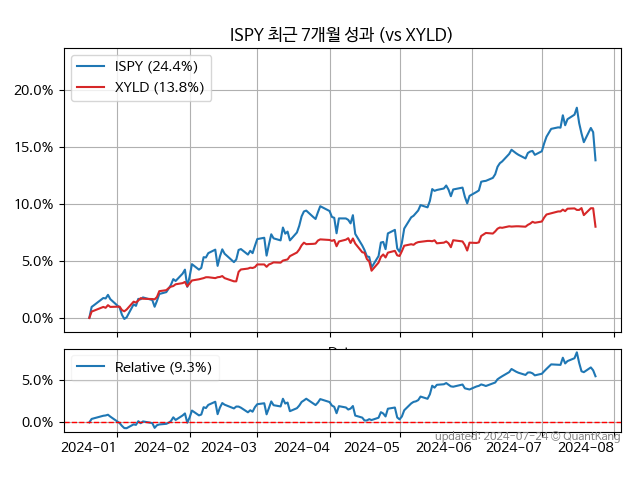 ISPY 최근 7개월 성과 (vs XYLD)
ISPY (24.4%)
XYLD (13.8%)
20.0%
15.0%
10.0%
5.0%
0.0%
Relative (9.3%)
5.0%
0.0%
updated: 2024-07-24 © QuantKang
2024-01 2024-02 2024-03 2024-04 2024-05 2024-06 2024-07 2024-08